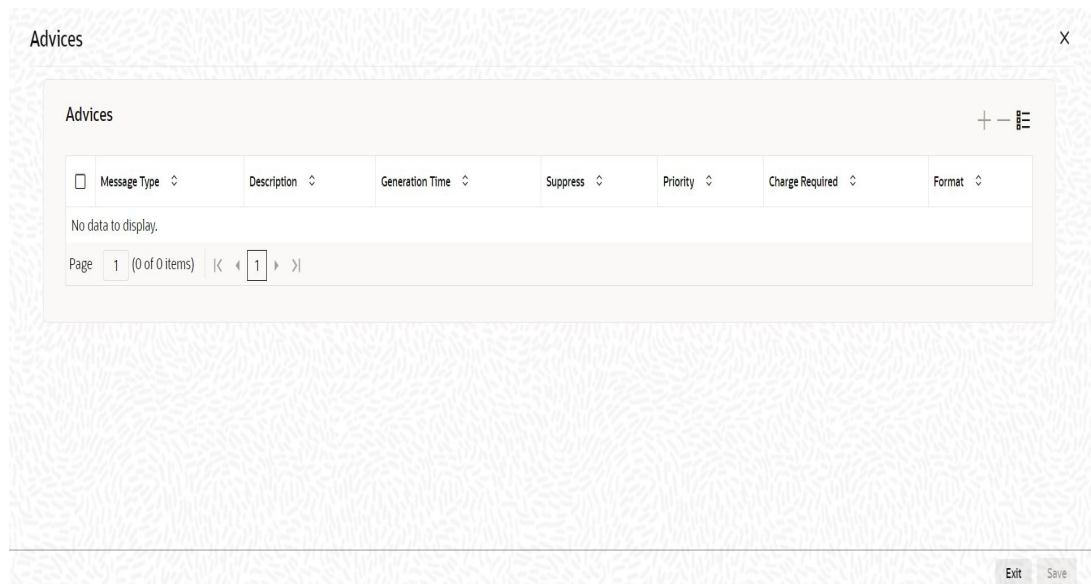 Advices
Advices
Message Type Description Generation Time Suppress Priority Charge Required Format
No data to display.
Page 1 (0 of 0 items) 1
Exit Save